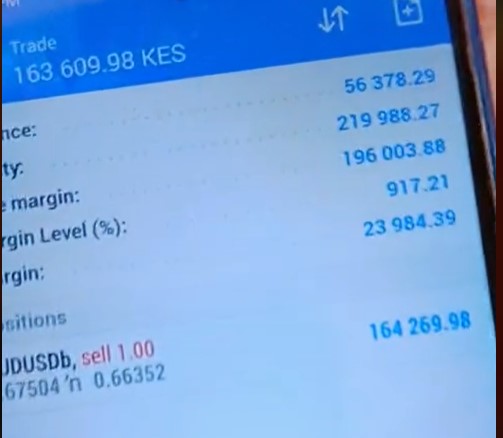 Trade
163 609.98 KES
nce: 56 378.29
ty: 219 988.27
e margin: 196 003.88
rgin Level (%): 917.21
rgin: 23 984.39
sitions
JDUSDb, sell 1.00 164 269.98
.67504 'n 0.66352